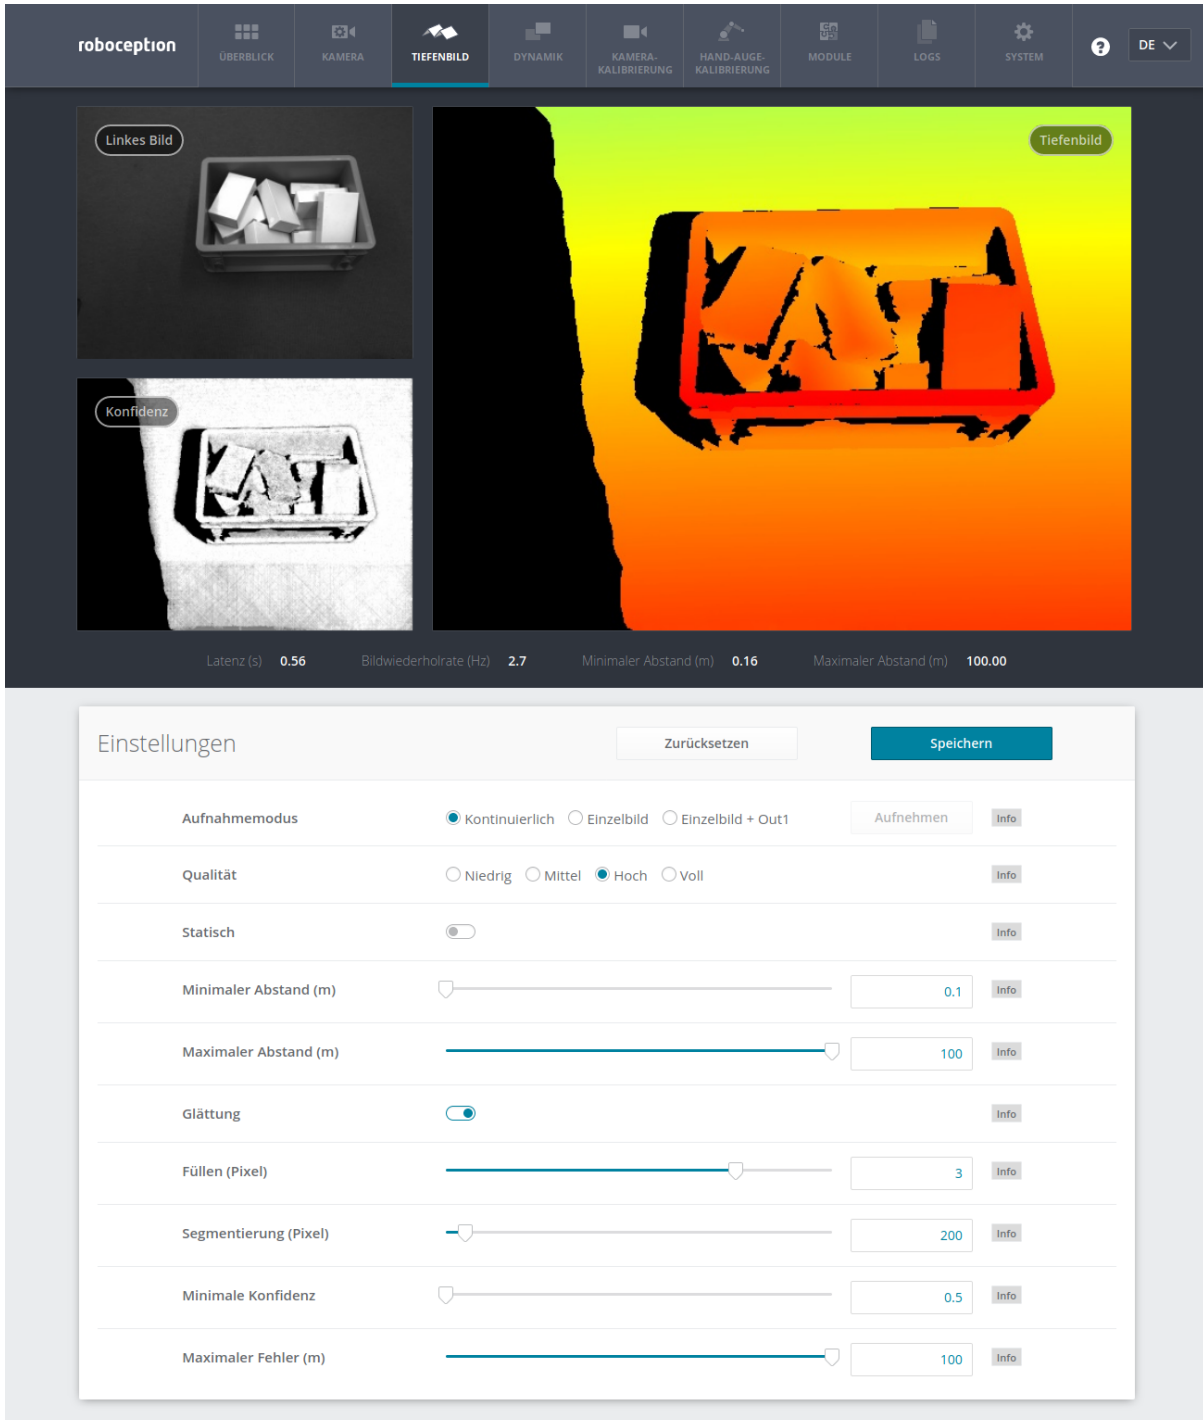 roboception
ÜBERBLICK
KAMERA
TIEFENBILD
DYNAMIK
KAMERA-
KALIBRIERUNG
HAND-AUGE-
KALIBRIERUNG
MODULE
LOGS
SYSTEM
?
DE
Linkes Bild
Tiefenbild
Konfidenz
Latenz (s) 0.56 Bildwiederholrate (Hz) 2.7 Minimaler Abstand (m) 0.16 Maximaler Abstand (m) 100.00
Einstellungen Zurücksetzen Speichern
Aufnahmemodus Kontinuierlich Einzelbild Einzelbild + Out1 Aufnehmen Info
Qualität Niedrig Mittel Hoch Voll Info
Statisch Info
Minimaler Abstand (m) 0.1 Info
Maximaler Abstand (m) 100 Info
Glättung Info
Füllen (Pixel) 3 Info
Segmentierung (Pixel) 200 Info
Minimale Konfidenz 0.5 Info
Maximaler Fehler (m) 100 Info